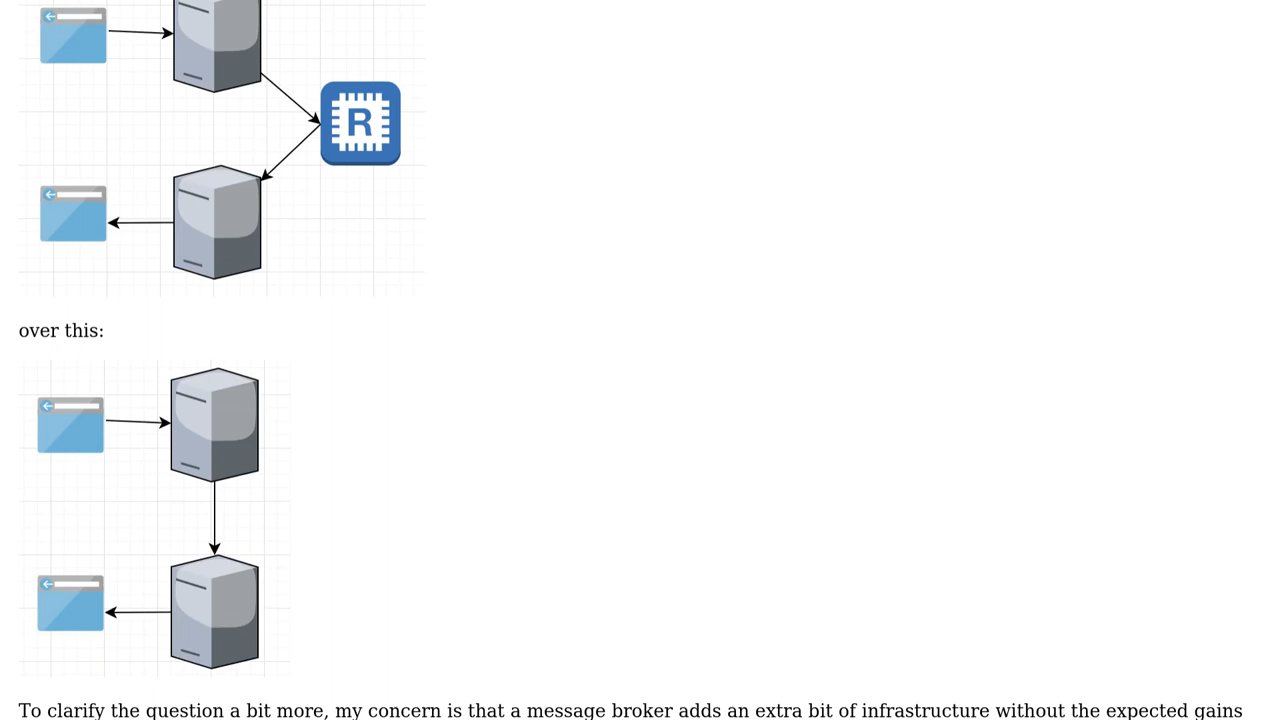 R
over this:
To clarify the question a bit more, my concern is that a message broker adds an extra bit of infrastructure without the expected gains